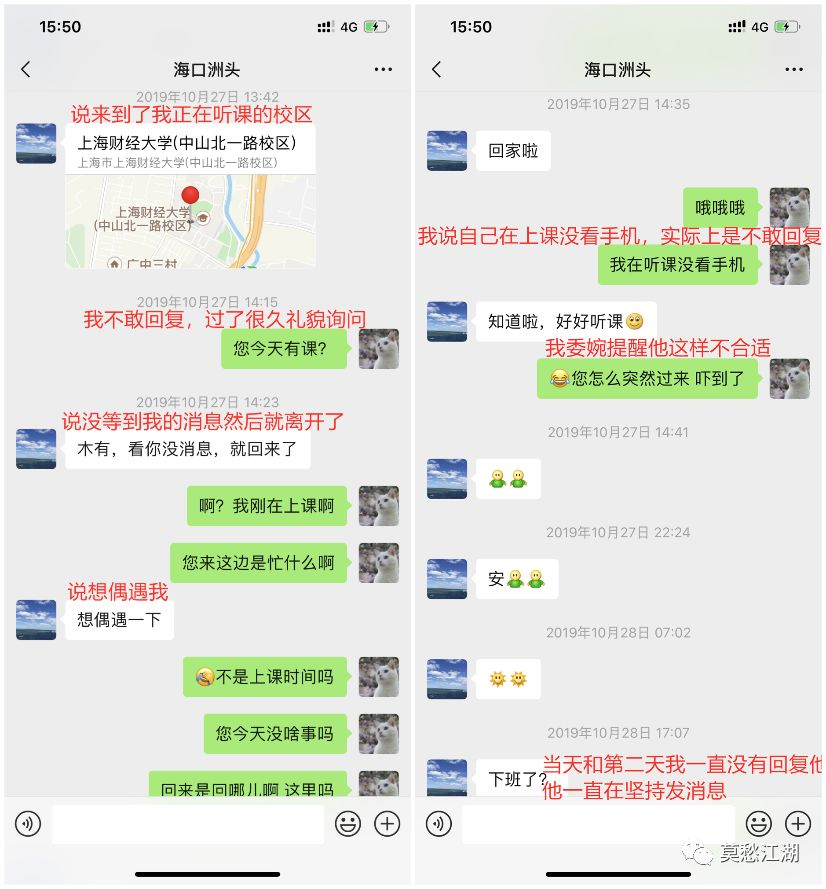 15:50
4G
海口洲头
2019年10月27日 13:42
说来到了我正在听课的校区
上海财经大学(中山北一路校区)
上海市上海财经大学(中山北一路校区)
上海财经大学
(中山北一路校区)
广中三村
2019年10月27日 14:15
我不敢回复，过了很久礼貌询问
您今天有课?
2019年10月27日 14:23
说没等到我的消息然后就离开了
木有，看你没消息，就回来了
啊？我刚在上课啊
您来这边是忙什么啊
说想偶遇我
想偶遇一下
不是上课时间吗
您今天没啥事吗
回来是回哪儿啊 这里吗
15:50
4G
海口洲头
2019年10月27日 14:35
回家啦
哦哦哦
我说自己在上课没看手机，实际上是不敢回复
我在听课没看手机
知道啦，好好听课
我委婉提醒他这样不合适
😂您怎么突然过来 吓到了
2019年10月27日 14:41
2019年10月27日 22:24
安
2019年10月28日 07:02
2019年10月28日 17:07
当天和第二天我一直没有回复他
下班了?
他一直在坚持发消息
莫愁江湖